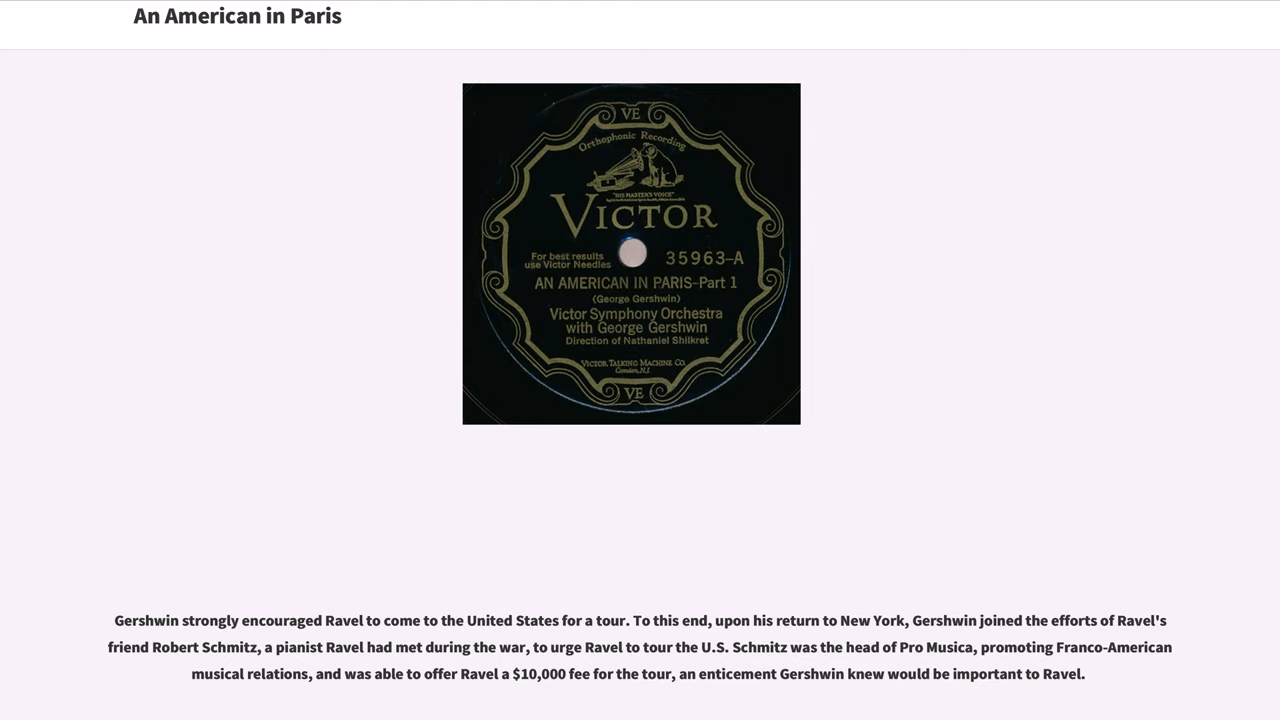 An American in Paris
VE
Orthophonic Recording
"HIS MASTER'S VOICE"
VICTOR
For best results
use Victor Needles
35963-A
AN AMERICAN IN PARIS-Part 1
(George Gershwin)
Victor Symphony Orchestra
with George Gershwin
Direction of Nathaniel Shilkret
VICTOR TALKING MACHINE CO.
Camden, N.J.
VE
Gershwin strongly encouraged Ravel to come to the United States for a tour. To this end, upon his return to New York, Gershwin joined the efforts of Ravel's
friend Robert Schmitz, a pianist Ravel had met during the war, to urge Ravel to tour the U.S. Schmitz was the head of Pro Musica, promoting Franco-American
musical relations, and was able to offer Ravel a $10,000 fee for the tour, an enticement Gershwin knew would be important to Ravel.